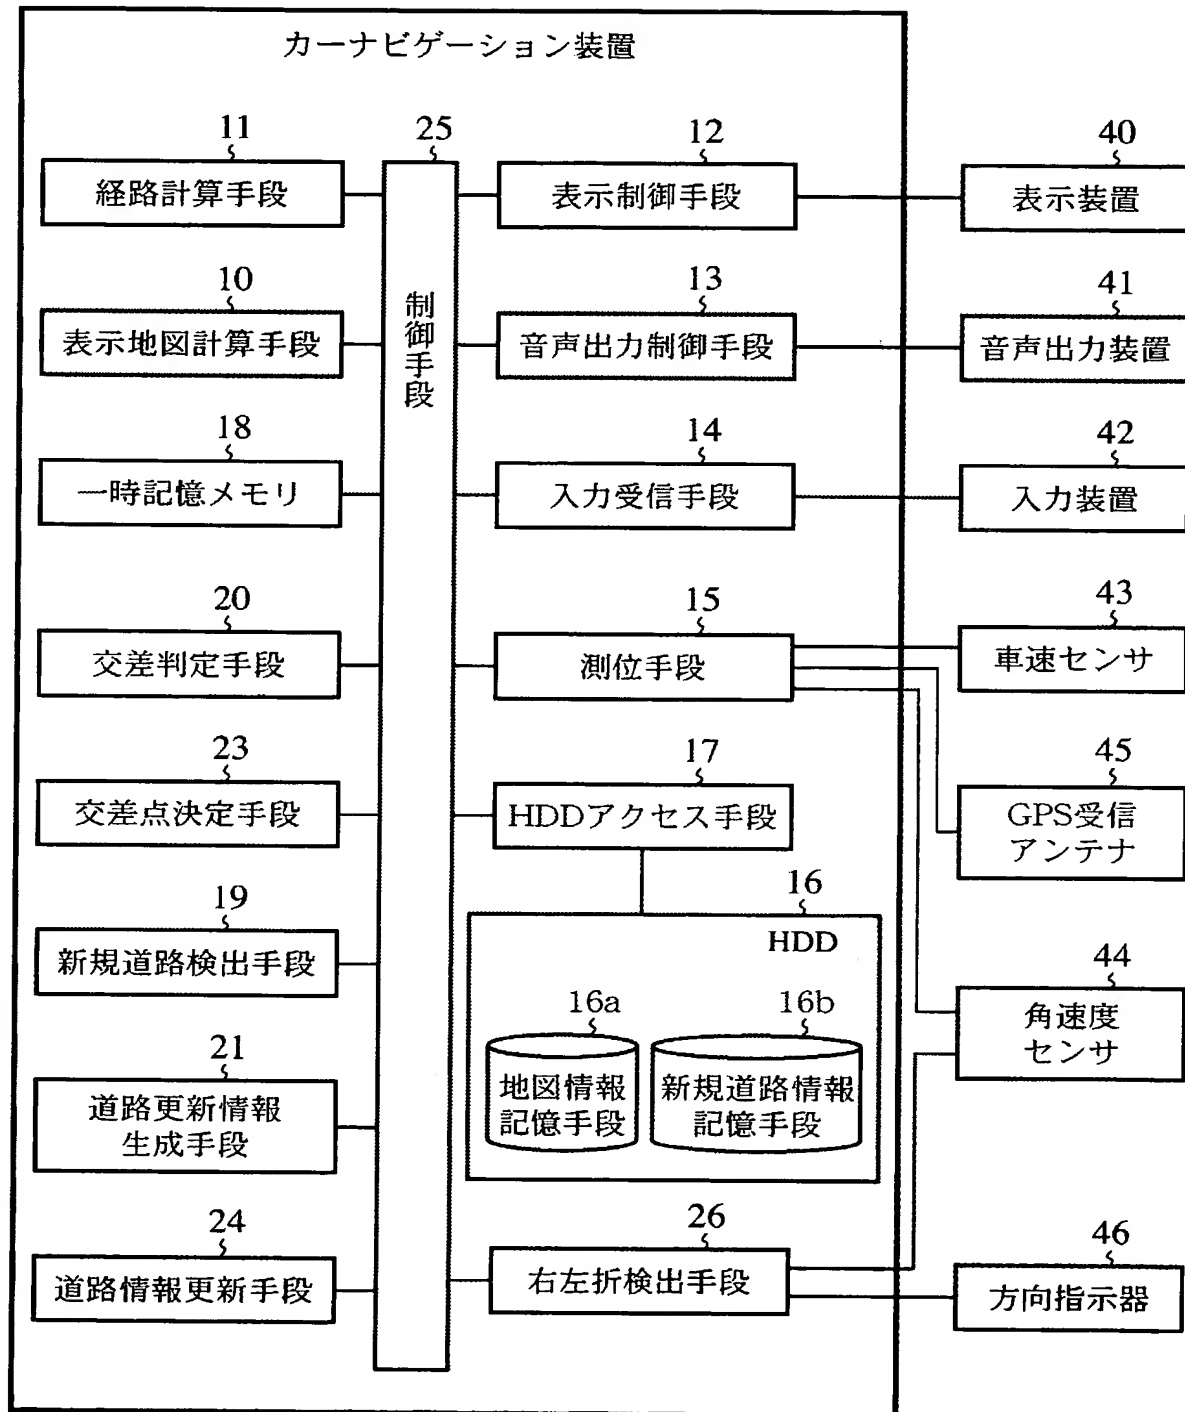 カーナビゲーション装置
11
経路計算手段
25
制御手段
12
表示制御手段
40
表示装置
10
表示地図計算手段
13
音声出力制御手段
41
音声出力装置
18
一時記憶メモリ
14
入力受信手段
42
入力装置
20
交差判定手段
15
測位手段
43
車速センサ
23
交差点決定手段
17
HDDアクセス手段
45
GPS受信
アンテナ
19
新規道路検出手段
16
HDD
16a
地図情報
記憶手段
16b
新規道路情報
記憶手段
44
角速度
センサ
21
道路更新情報
生成手段
24
道路情報更新手段
26
右左折検出手段
46
方向指示器